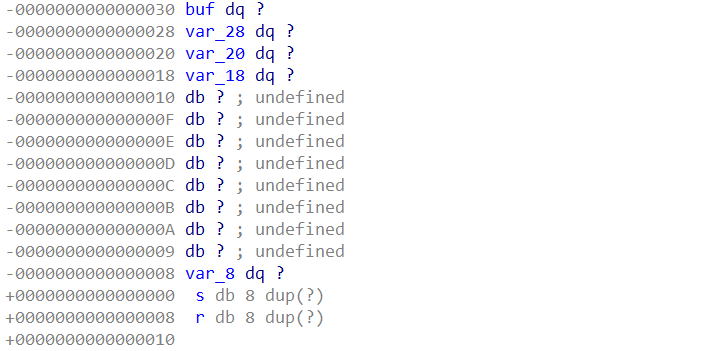 -0000000000000030 buf dq ?
-0000000000000028 var_28 dq ?
-0000000000000020 var_20 dq ?
-0000000000000018 var_18 dq ?
-0000000000000010 db ? ; undefined
-000000000000000F db ? ; undefined
-000000000000000E db ? ; undefined
-000000000000000D db ? ; undefined
-000000000000000C db ? ; undefined
-000000000000000B db ? ; undefined
-000000000000000A db ? ; undefined
-0000000000000009 db ? ; undefined
-0000000000000008 var_8 dq ?
+0000000000000000  s db 8 dup(?)
+0000000000000008  r db 8 dup(?)
+0000000000000010